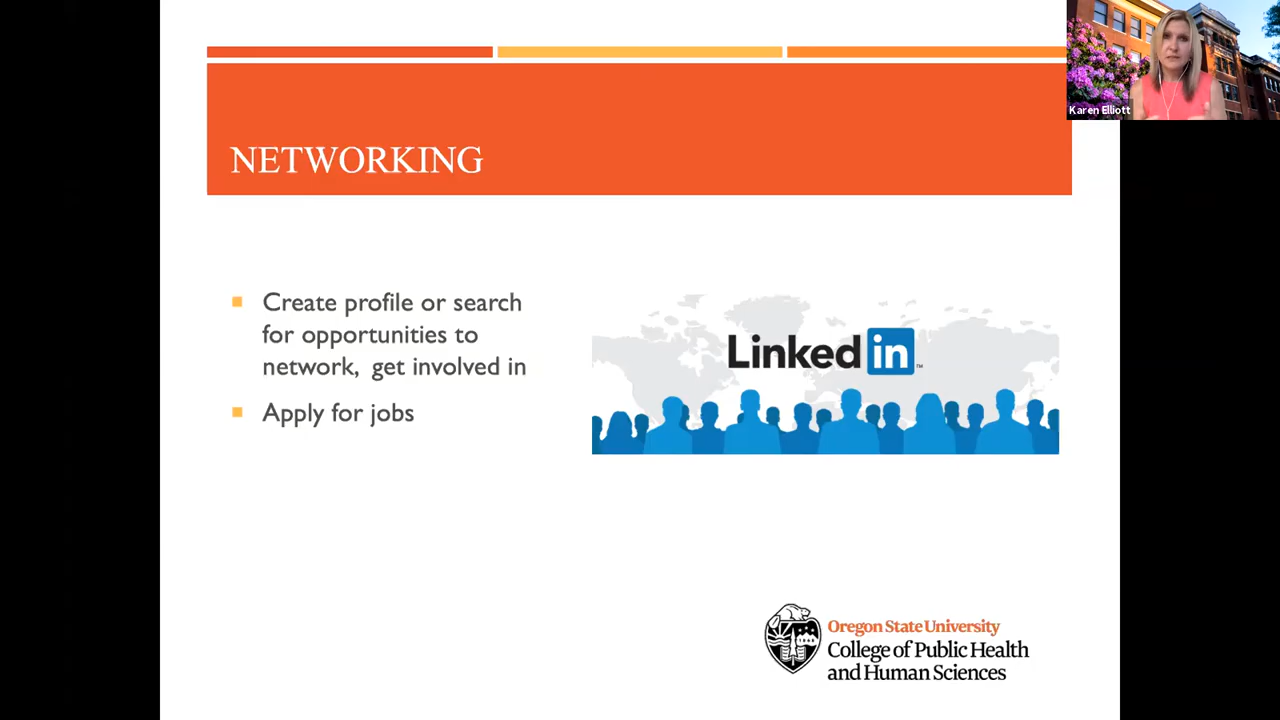 Karen Elliott
NETWORKING
Create profile or search
for opportunities to
network, get involved in
Apply for jobs
Linked in ™
Oregon State University
College of Public Health
and Human Sciences